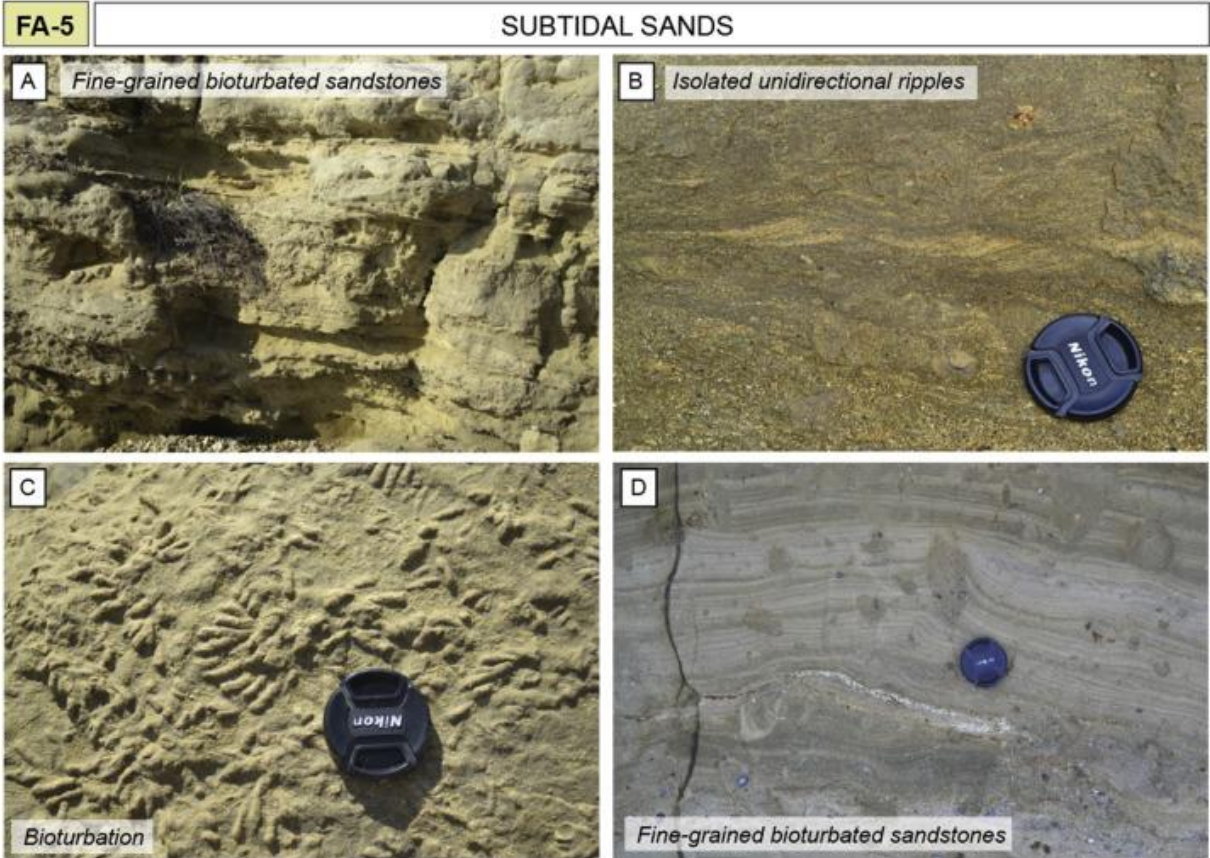 FA-5
SUBTIDAL SANDS
A
Fine-grained bioturbated sandstones
B
Isolated unidirectional ripples
Nikon
C
Nikon
Bioturbation
D
Fine-grained bioturbated sandstones